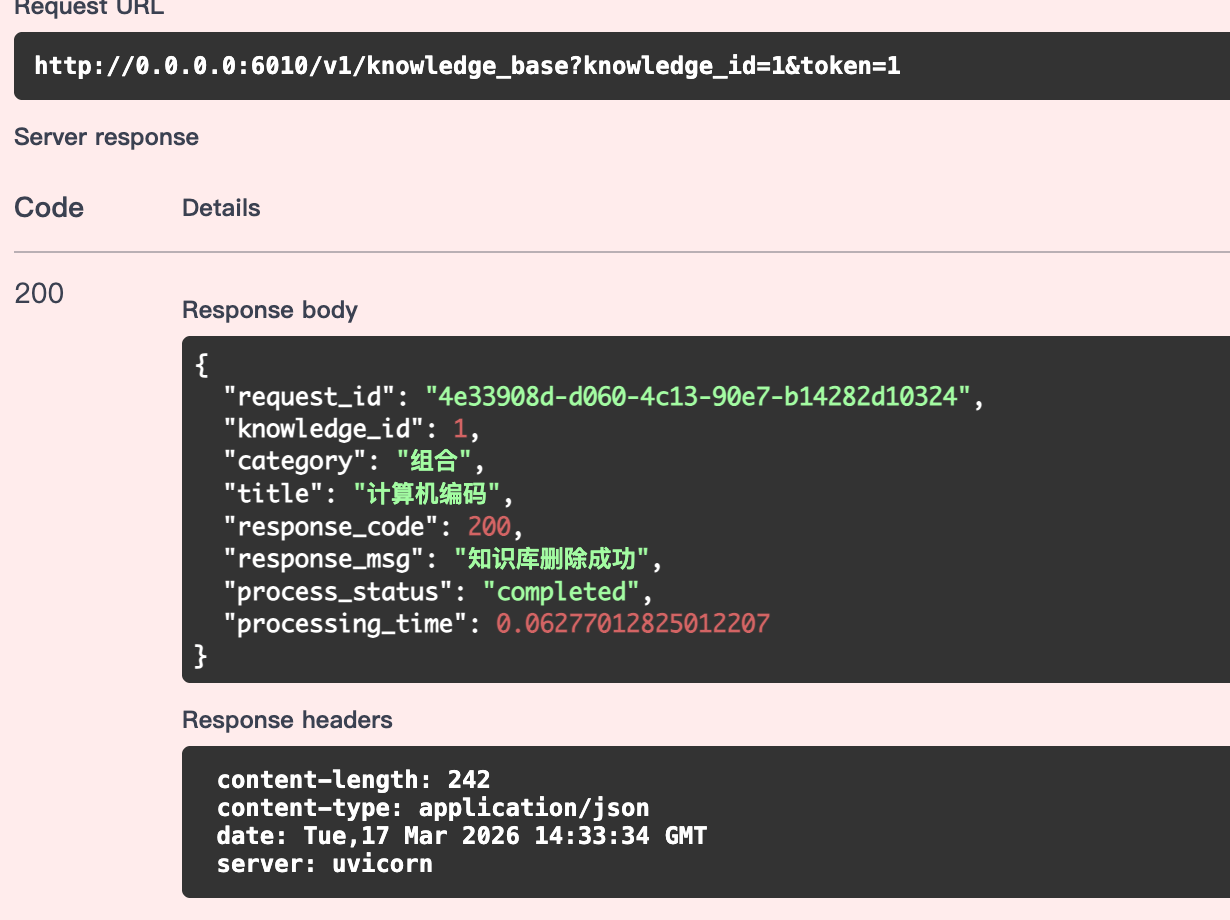 Request URL
http://0.0.0.0:6010/v1/knowledge_base?knowledge_id=1&token=1
Server response
Code Details
200
Response body
{
  "request_id": "4e33908d-d060-4c13-90e7-b14282d10324",
  "knowledge_id": 1,
  "category": "组合",
  "title": "计算机编码",
  "response_code": 200,
  "response_msg": "知识库删除成功",
  "process_status": "completed",
  "processing_time": 0.06277012825012207
}
Response headers
content-length: 242
content-type: application/json
date: Tue,17 Mar 2026 14:33:34 GMT
server: uvicorn